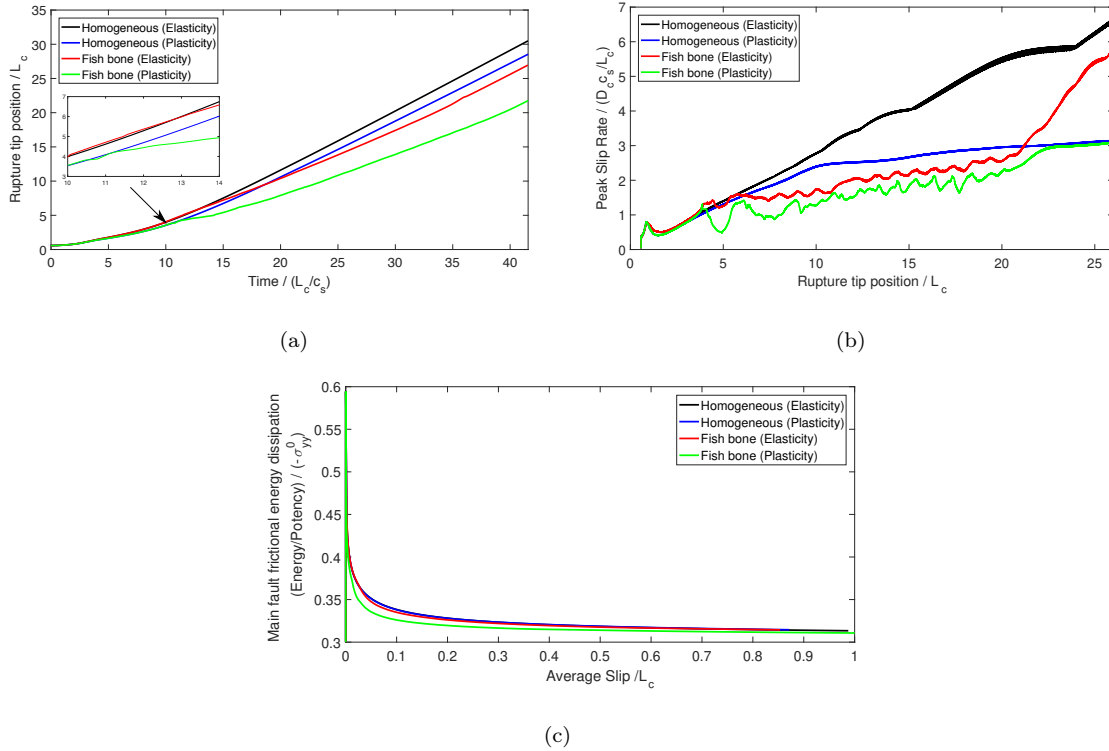 35
30
25
20
15
10
5
0
Rupture tip position / L_c
Homogeneous (Elasticity)
Homogeneous (Plasticity)
Fish bone (Elasticity)
Fish bone (Plasticity)
7
6
5
4
3
2
10 11 12 13 14
0 5 10 15 20 25 30 35 40
Time / (L_c/c_s)
(a)
7
6
5
4
3
2
1
0
Peak Slip Rate / (D_c c_s/L_c)
Homogeneous (Elasticity)
Homogeneous (Plasticity)
Fish bone (Elasticity)
Fish bone (Plasticity)
0 5 10 15 20 25
Rupture tip position / L_c
(b)
0.6
0.55
0.5
0.45
0.4
0.35
0.3
Main fault frictional energy dissipation
(Energy/Potency) / (-σ_yy^0)
Homogeneous (Elasticity)
Homogeneous (Plasticity)
Fish bone (Elasticity)
Fish bone (Plasticity)
0 0.1 0.2 0.3 0.4 0.5 0.6 0.7 0.8 0.9 1
Average Slip /L_c
(c)